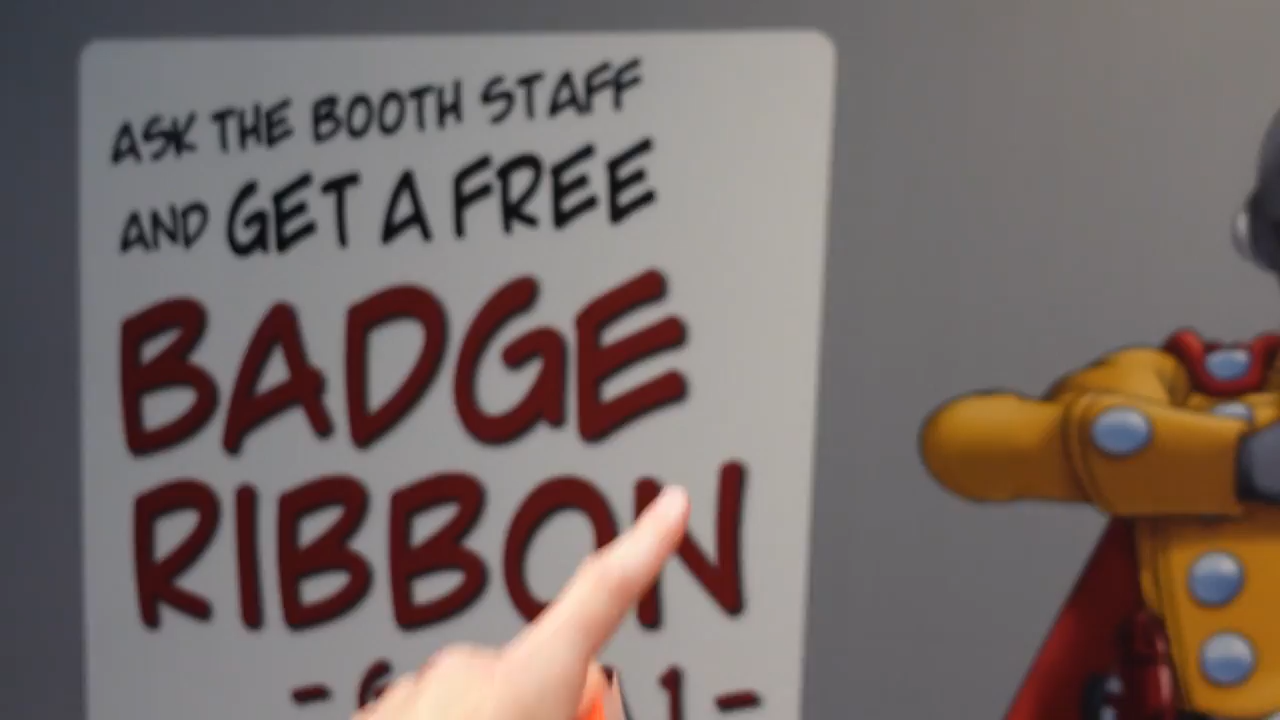 ASK THE BOOTH STAFF
AND GET A FREE
BADGE
RIBBON